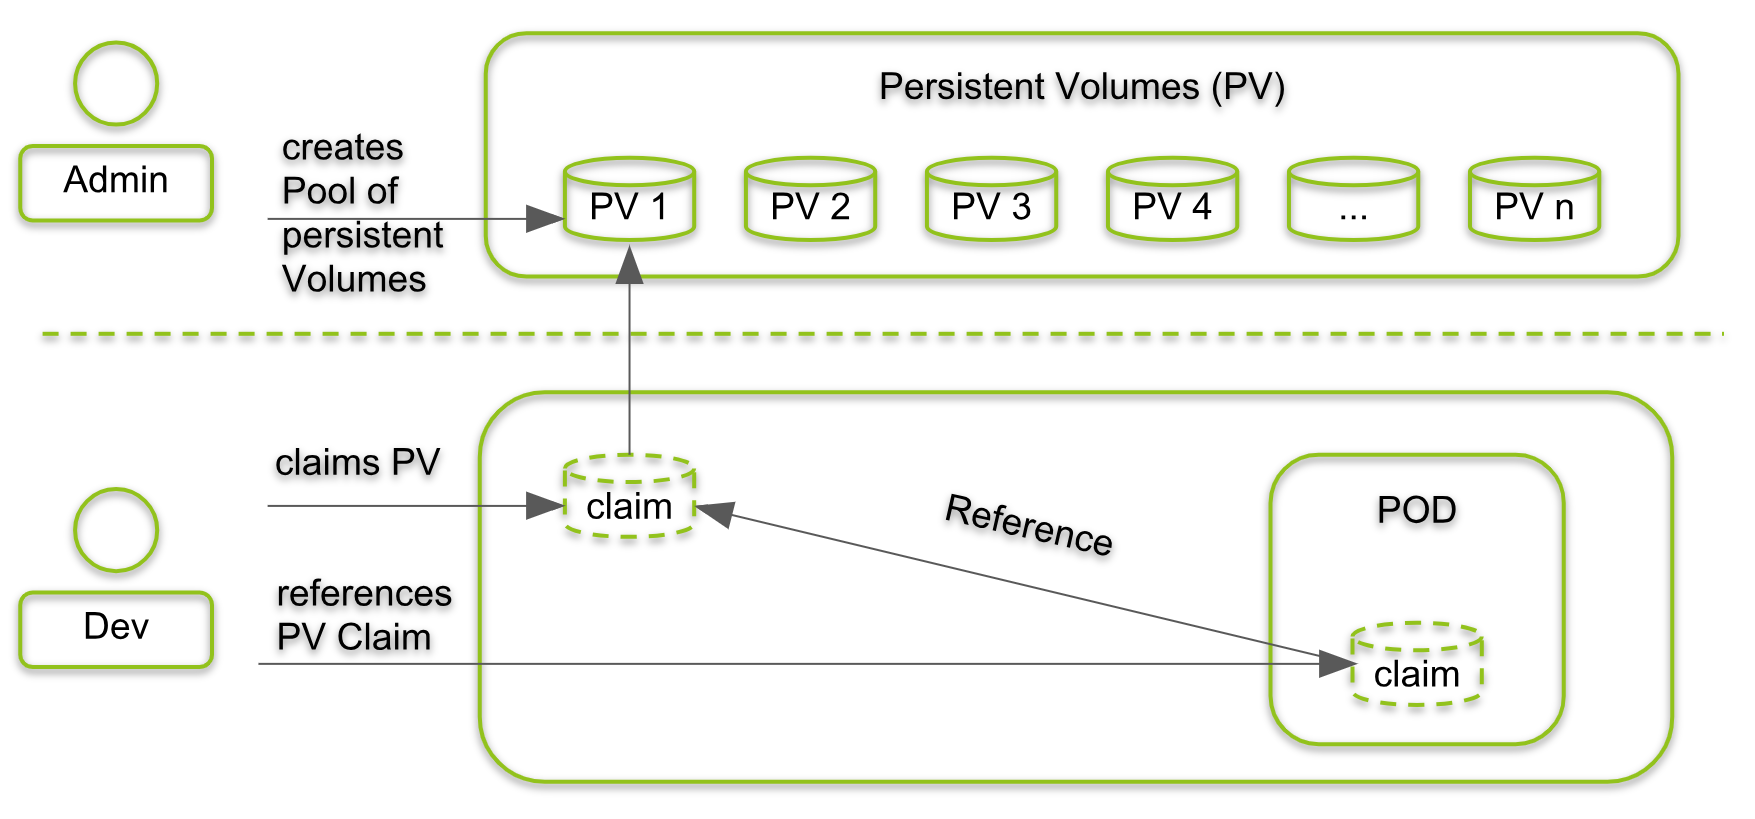 Persistent Volumes (PV)
Admin
creates
Pool of
persistent
Volumes
PV 1
PV 2
PV 3
PV 4
...
PV n
claims PV
claim
Reference
POD
Dev
references
PV Claim
claim